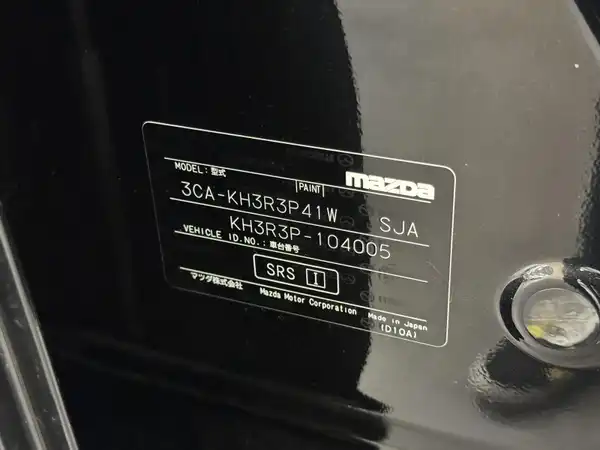 mazda
MODEL:型式 PAINT
3CA-KH3R3P41W SJA
KH3R3P-104005
VEHICLE ID.NO.:車台番号
SRS I
マツダ株式会社 Mazda Motor Corporation Made in Japan
(D10A)